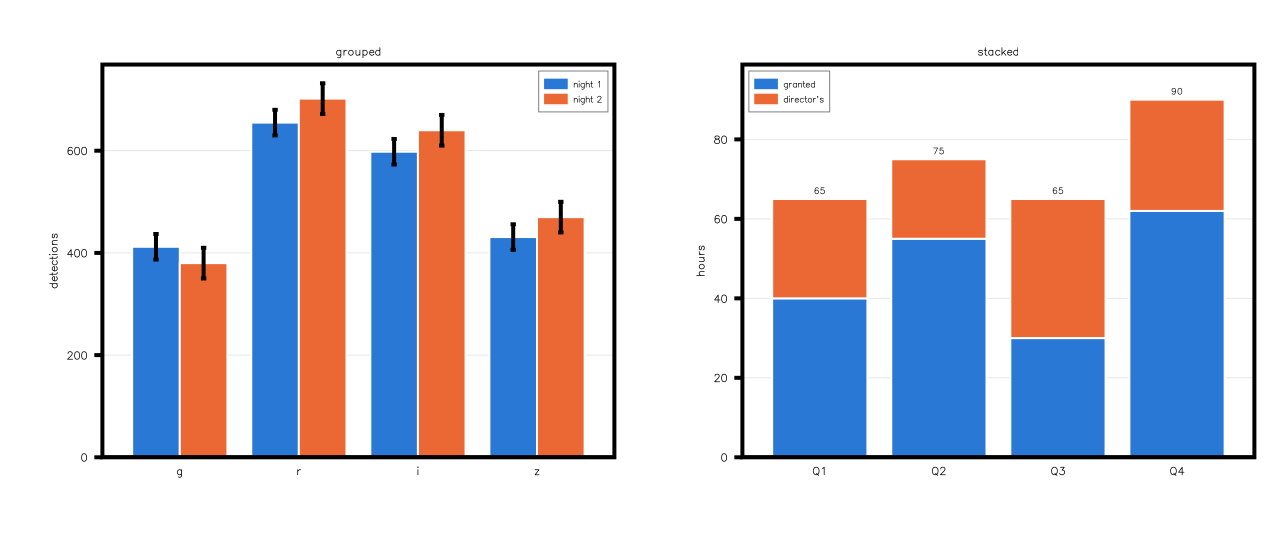 grouped
night 1
night 2
600
400
200
0
detections
g
r
i
z
stacked
granted
director's
90
75
65
65
80
60
40
20
0
hours
Q1
Q2
Q3
Q4